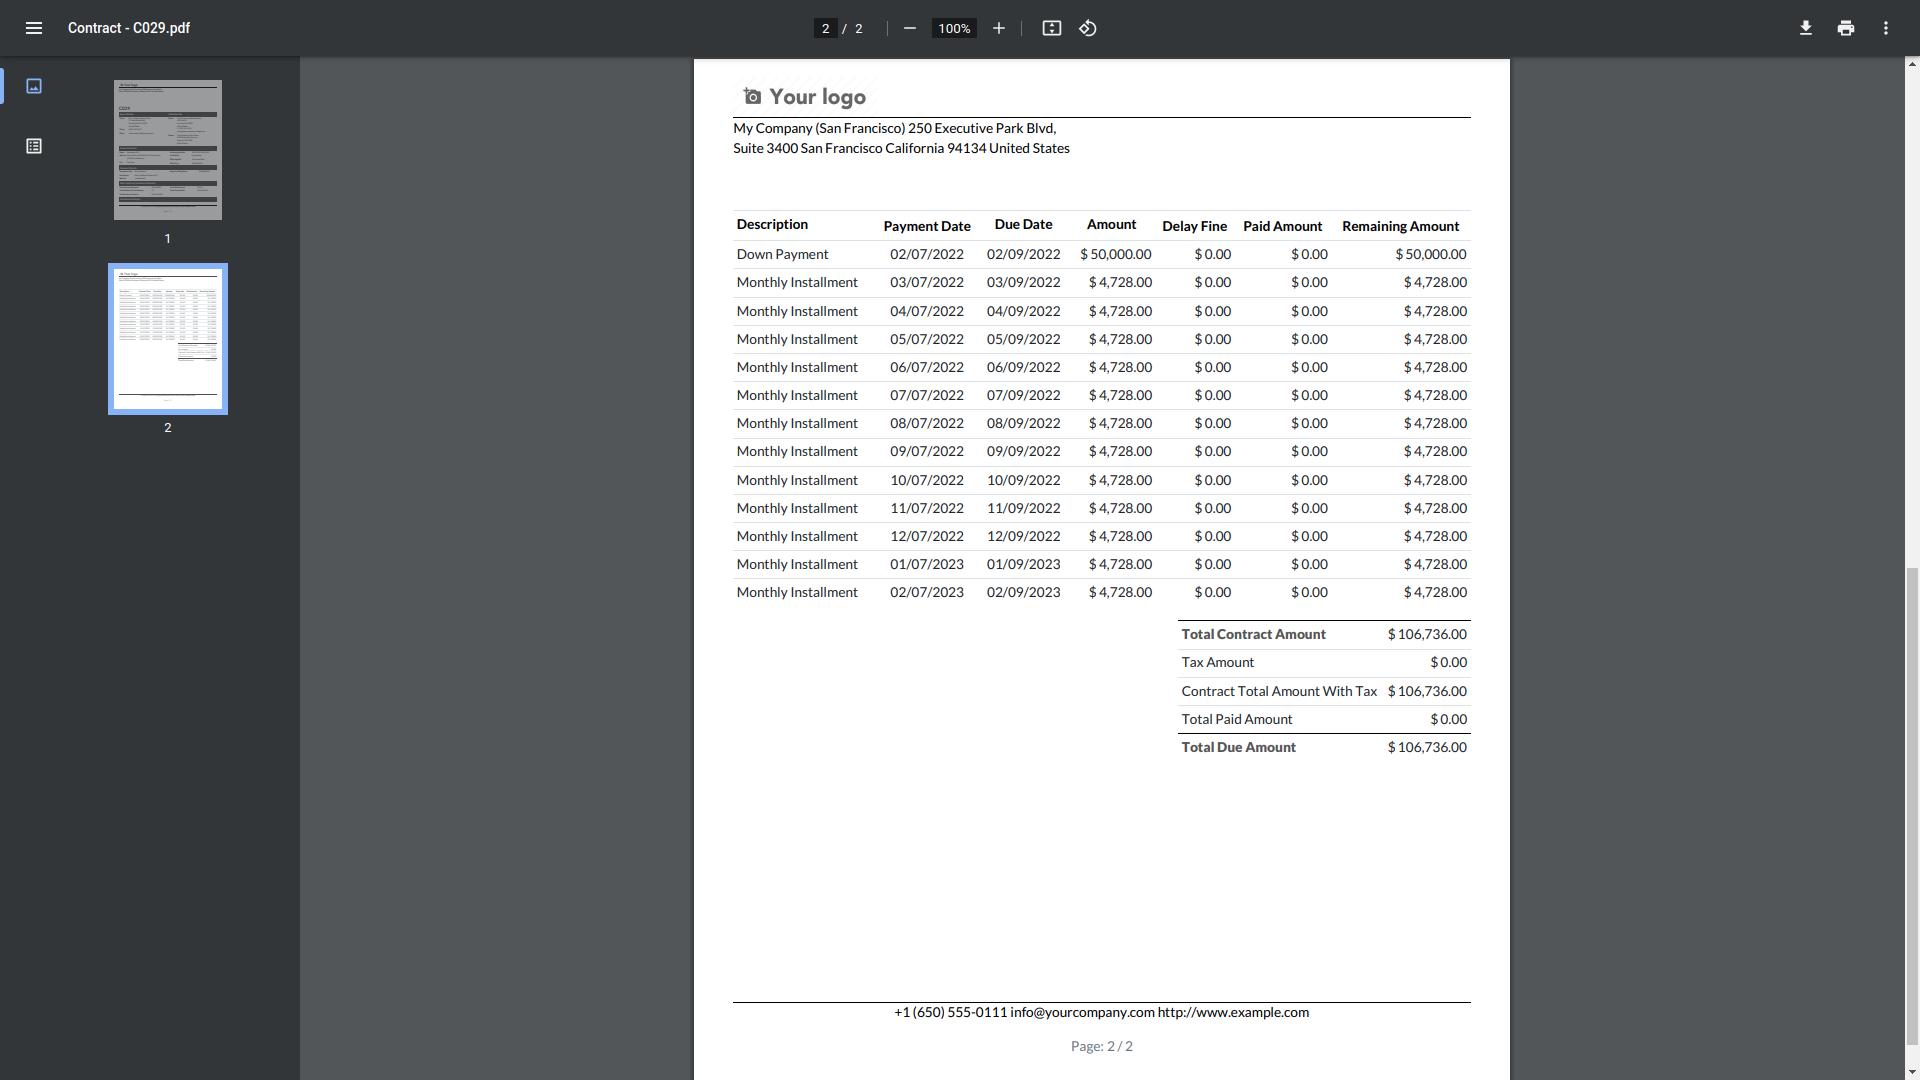 Contract - C029.pdf
2 / 2
100%
1
2
Your logo
My Company (San Francisco) 250 Executive Park Blvd,
Suite 3400 San Francisco California 94134 United States
Description Payment Date Due Date Amount Delay Fine Paid Amount Remaining Amount
Down Payment 02/07/2022 02/09/2022 $ 50,000.00 $ 0.00 $ 0.00 $ 50,000.00
Monthly Installment 03/07/2022 03/09/2022 $ 4,728.00 $ 0.00 $ 0.00 $ 4,728.00
Monthly Installment 04/07/2022 04/09/2022 $ 4,728.00 $ 0.00 $ 0.00 $ 4,728.00
Monthly Installment 05/07/2022 05/09/2022 $ 4,728.00 $ 0.00 $ 0.00 $ 4,728.00
Monthly Installment 06/07/2022 06/09/2022 $ 4,728.00 $ 0.00 $ 0.00 $ 4,728.00
Monthly Installment 07/07/2022 07/09/2022 $ 4,728.00 $ 0.00 $ 0.00 $ 4,728.00
Monthly Installment 08/07/2022 08/09/2022 $ 4,728.00 $ 0.00 $ 0.00 $ 4,728.00
Monthly Installment 09/07/2022 09/09/2022 $ 4,728.00 $ 0.00 $ 0.00 $ 4,728.00
Monthly Installment 10/07/2022 10/09/2022 $ 4,728.00 $ 0.00 $ 0.00 $ 4,728.00
Monthly Installment 11/07/2022 11/09/2022 $ 4,728.00 $ 0.00 $ 0.00 $ 4,728.00
Monthly Installment 12/07/2022 12/09/2022 $ 4,728.00 $ 0.00 $ 0.00 $ 4,728.00
Monthly Installment 01/07/2023 01/09/2023 $ 4,728.00 $ 0.00 $ 0.00 $ 4,728.00
Monthly Installment 02/07/2023 02/09/2023 $ 4,728.00 $ 0.00 $ 0.00 $ 4,728.00
Total Contract Amount $ 106,736.00
Tax Amount $ 0.00
Contract Total Amount With Tax $ 106,736.00
Total Paid Amount $ 0.00
Total Due Amount $ 106,736.00
+1 (650) 555-0111 info@yourcompany.com http://www.example.com
Page: 2 / 2